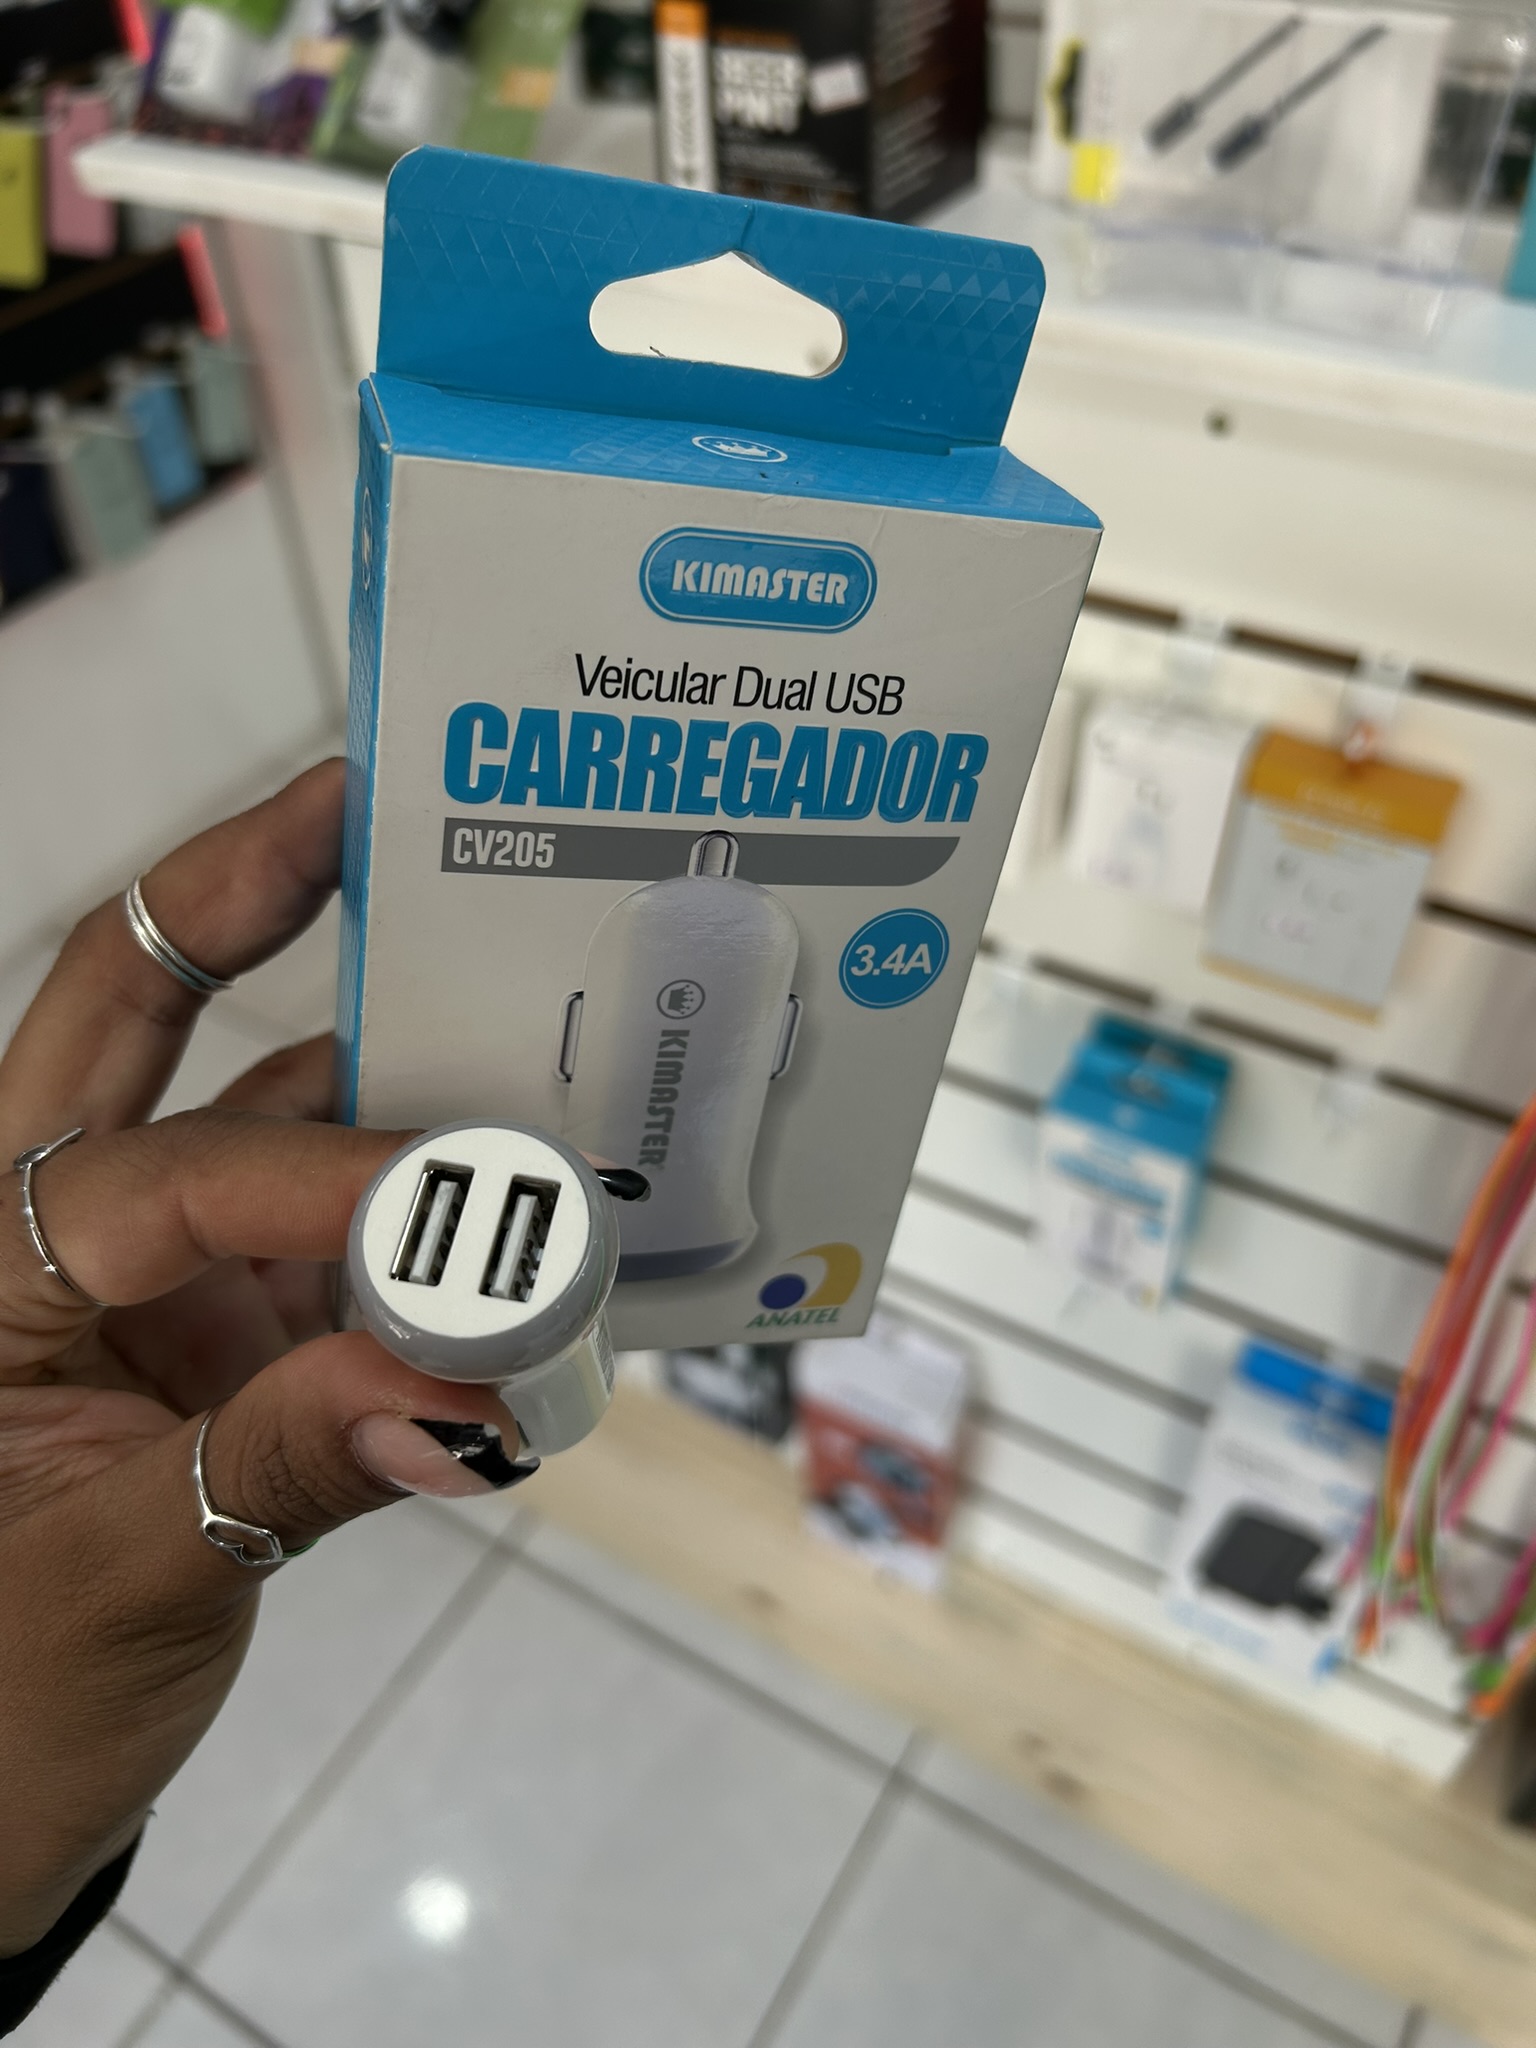 KIMASTER
Veicular Dual USB
CARREGADOR
CV205
3.4A
KIMASTER
ANATEL